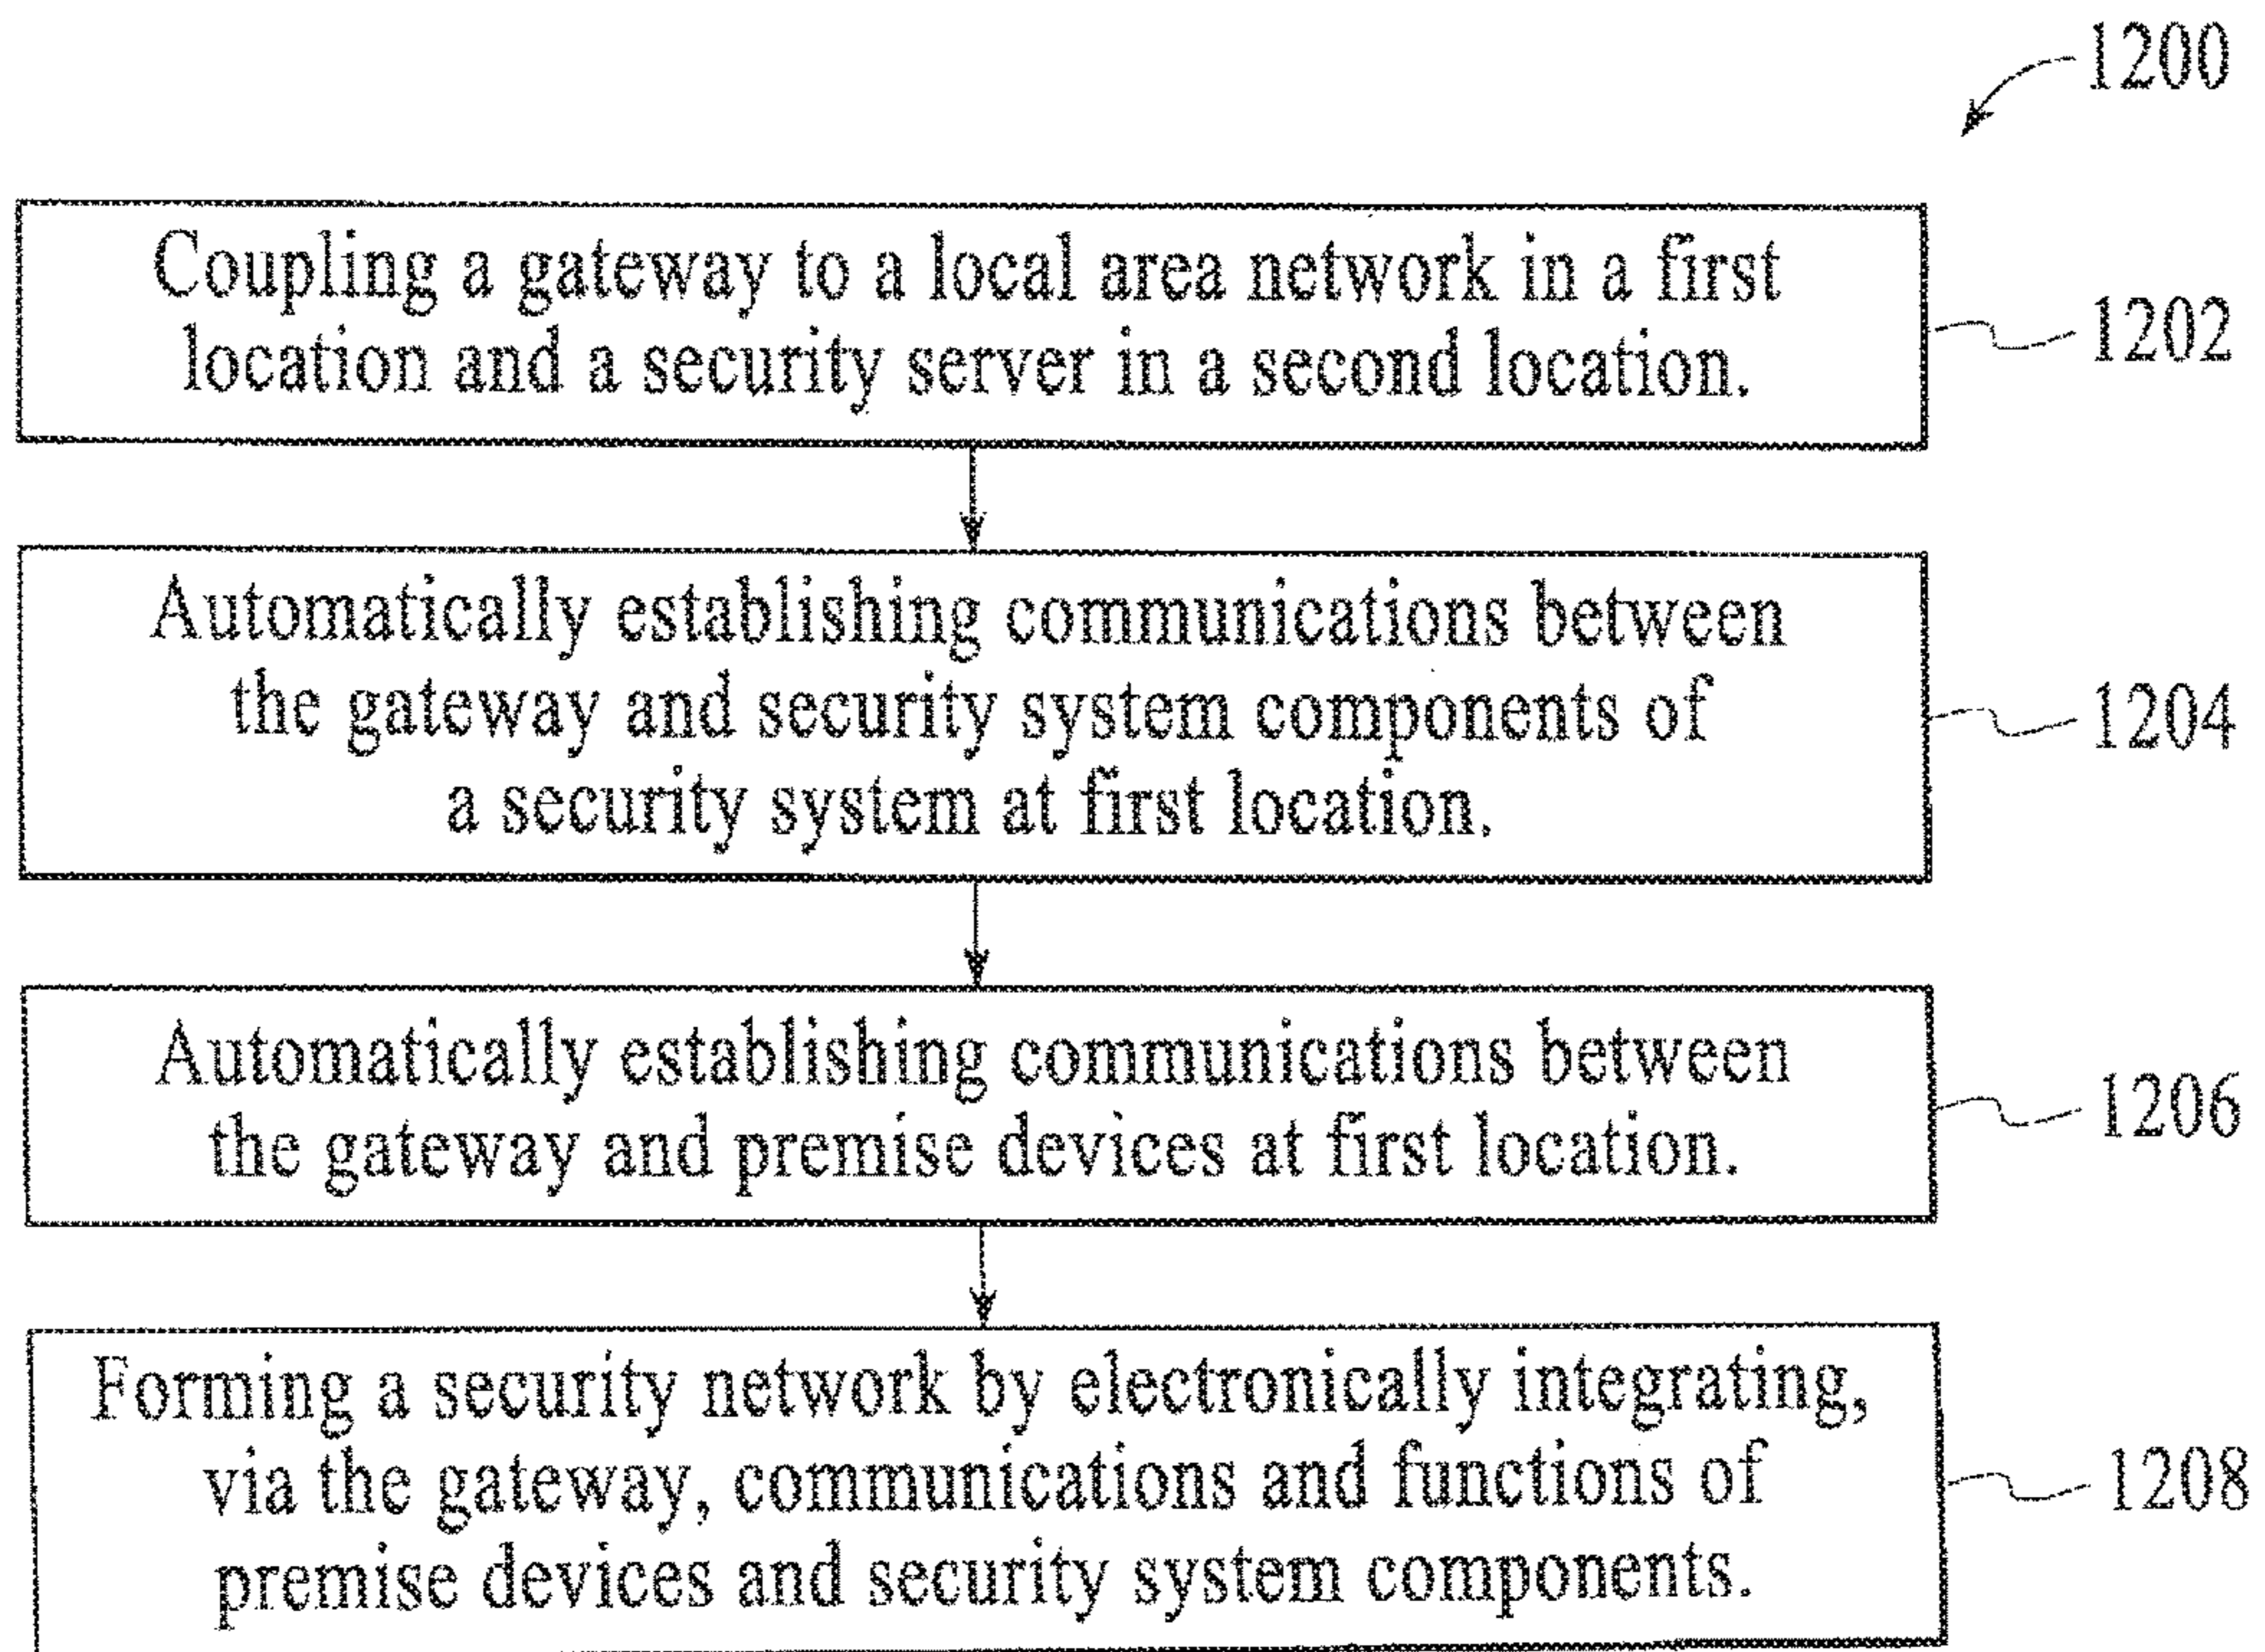 1200
Coupling a gateway to a local area network in a first
location and a security server in a second location.
1202
Automatically establishing communications between
the gateway and security system components of
a security system at first location.
1204
Automatically establishing communications between
the gateway and premise devices at first location.
1206
Forming a security network by electronically integrating,
via the gateway, communications and functions of
premise devices and security system components.
1208